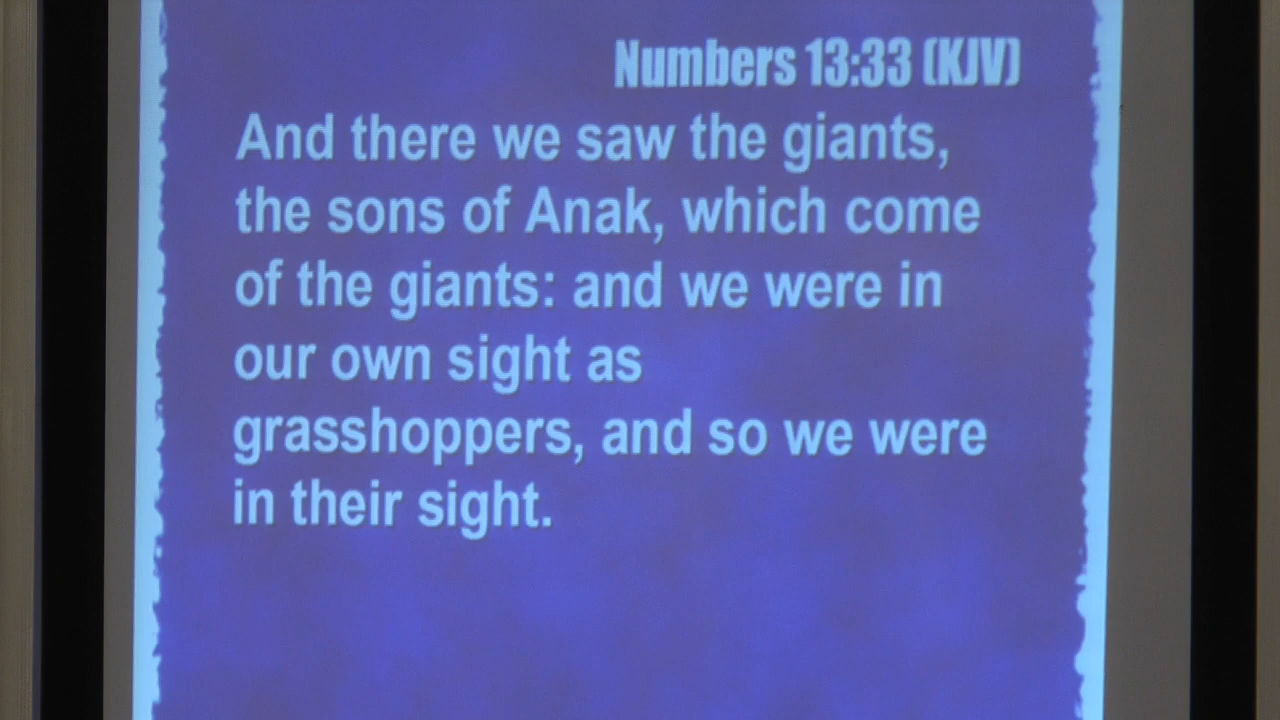 Numbers 13:33 (KJV)
And there we saw the giants,
the sons of Anak, which come
of the giants: and we were in
our own sight as
grasshoppers, and so we were
in their sight.